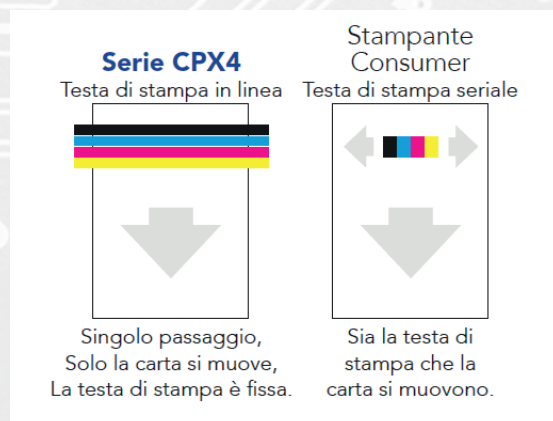 Serie CPX4
Testa di stampa in linea
Singolo passaggio,
Solo la carta si muove,
La testa di stampa è fissa.
Stampante
Consumer
Testa di stampa seriale
Sia la testa di
stampa che la
carta si muovono.